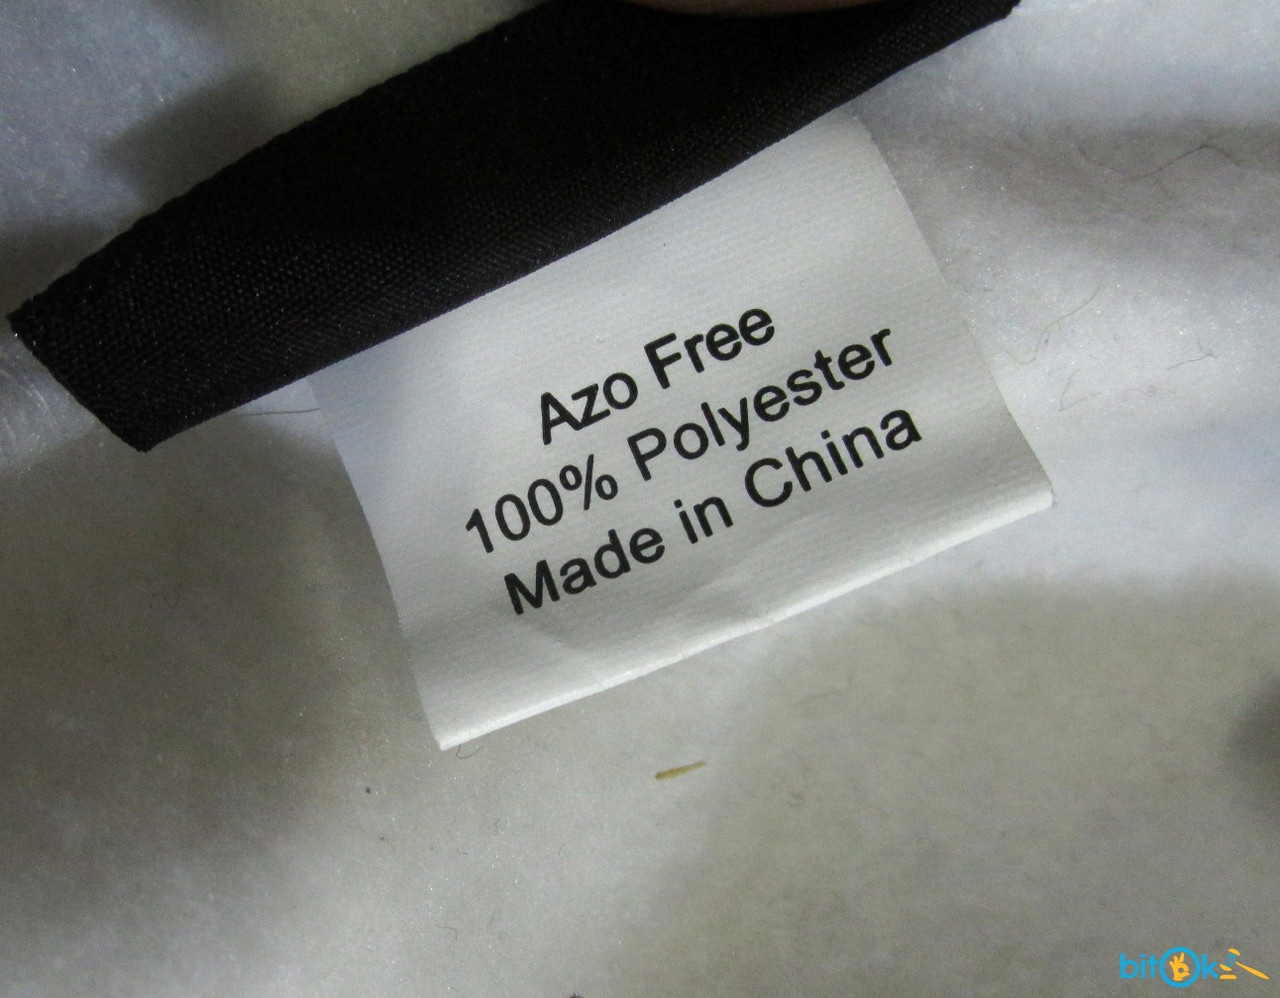 Azo Free
100% Polyester
Made in China
bitOk